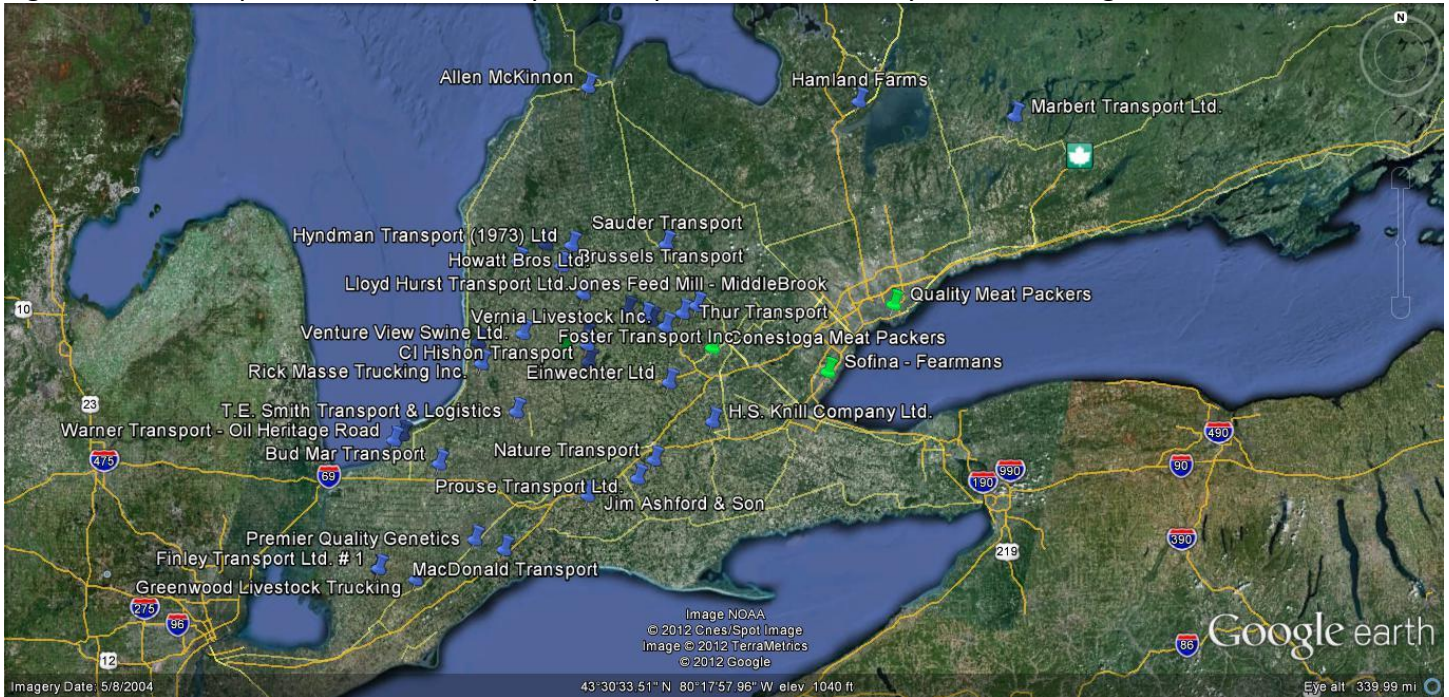 N
Allen McKinnon
Hamland Farms
Marbert Transport Ltd.
Sauder Transport
Hyndman Transport (1973) Ltd
Howatt Bros Ltd.
Brussels Transport
Lloyd Hurst Transport Ltd.
Jones Feed Mill - MiddleBrook
Quality Meat Packers
10
Vernia Livestock Inc.
Thur Transport
Venture View Swine Ltd.
Foster Transport Inc
Conestoga Meat Packers
CI Hishon Transport
Sofina - Fearmans
Rick Masse Trucking Inc.
Einwechter Ltd
23
T.E. Smith Transport & Logistics
H.S. Knill Company Ltd.
Warner Transport - Oil Heritage Road
490
Bud Mar Transport
Nature Transport
475
69
90
990
190
Prouse Transport Ltd.
Jim Ashford & Son
Premier Quality Genetics
390
219
Finley Transport Ltd. # 1
MacDonald Transport
Greenwood Livestock Trucking
275
96
Image NOAA
© 2012 Cnes/Spot Image
Image © 2012 TerraMetrics
© 2012 Google
86
Google earth
12
Imagery Date: 5/8/2004
43°30'33.51" N 80°17'57.96" W elev 1040 ft
Eye alt 339.99 mi